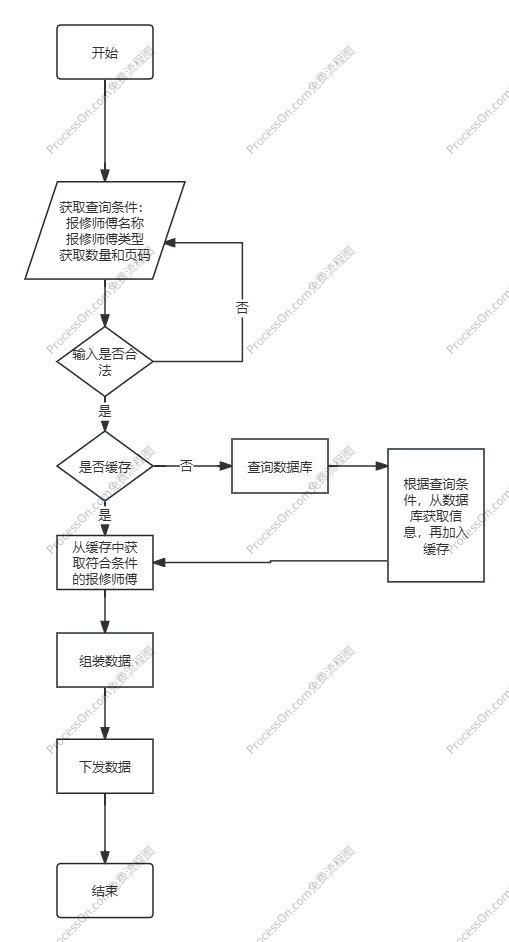 开始
获取查询条件：
报修师傅名称
报修师傅类型
获取数量和页码
否
输入是否合
法
是
是否缓存
否
查询数据库
根据查询条
件，从数据
库获取信
息，再加入
缓存
是
从缓存中获
取符合条件
的报修师傅
组装数据
下发数据
结束
ProcessOn.com免费流程图
ProcessOn.com免费流程图
ProcessOn.com
ProcessOn.com免费流程图
ProcessOn.com免费流程图
ProcessOn.com
ProcessOn.com免费流程图
ProcessOn.com免费流程图
ProcessOn.com
ProcessOn.com免费流程图
ProcessOn.com免费流程图
ProcessOn.com
ProcessOn.com免费流程图
ProcessOn.com免费流程图
ProcessOn.com